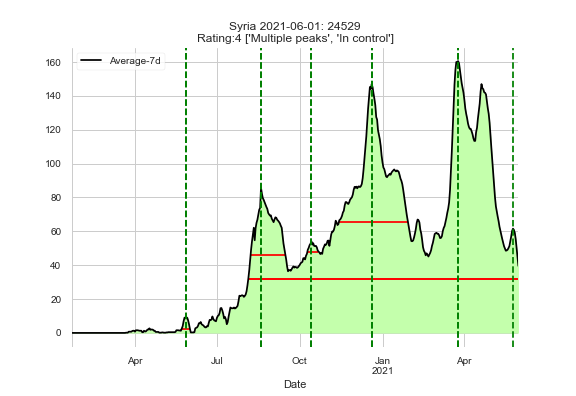 Syria 2021-06-01: 24529
Rating:4 ['Multiple peaks', 'In control']
Average-7d
160
140
120
100
80
60
40
20
0
Apr
Jul
Oct
Jan
2021
Apr
Date